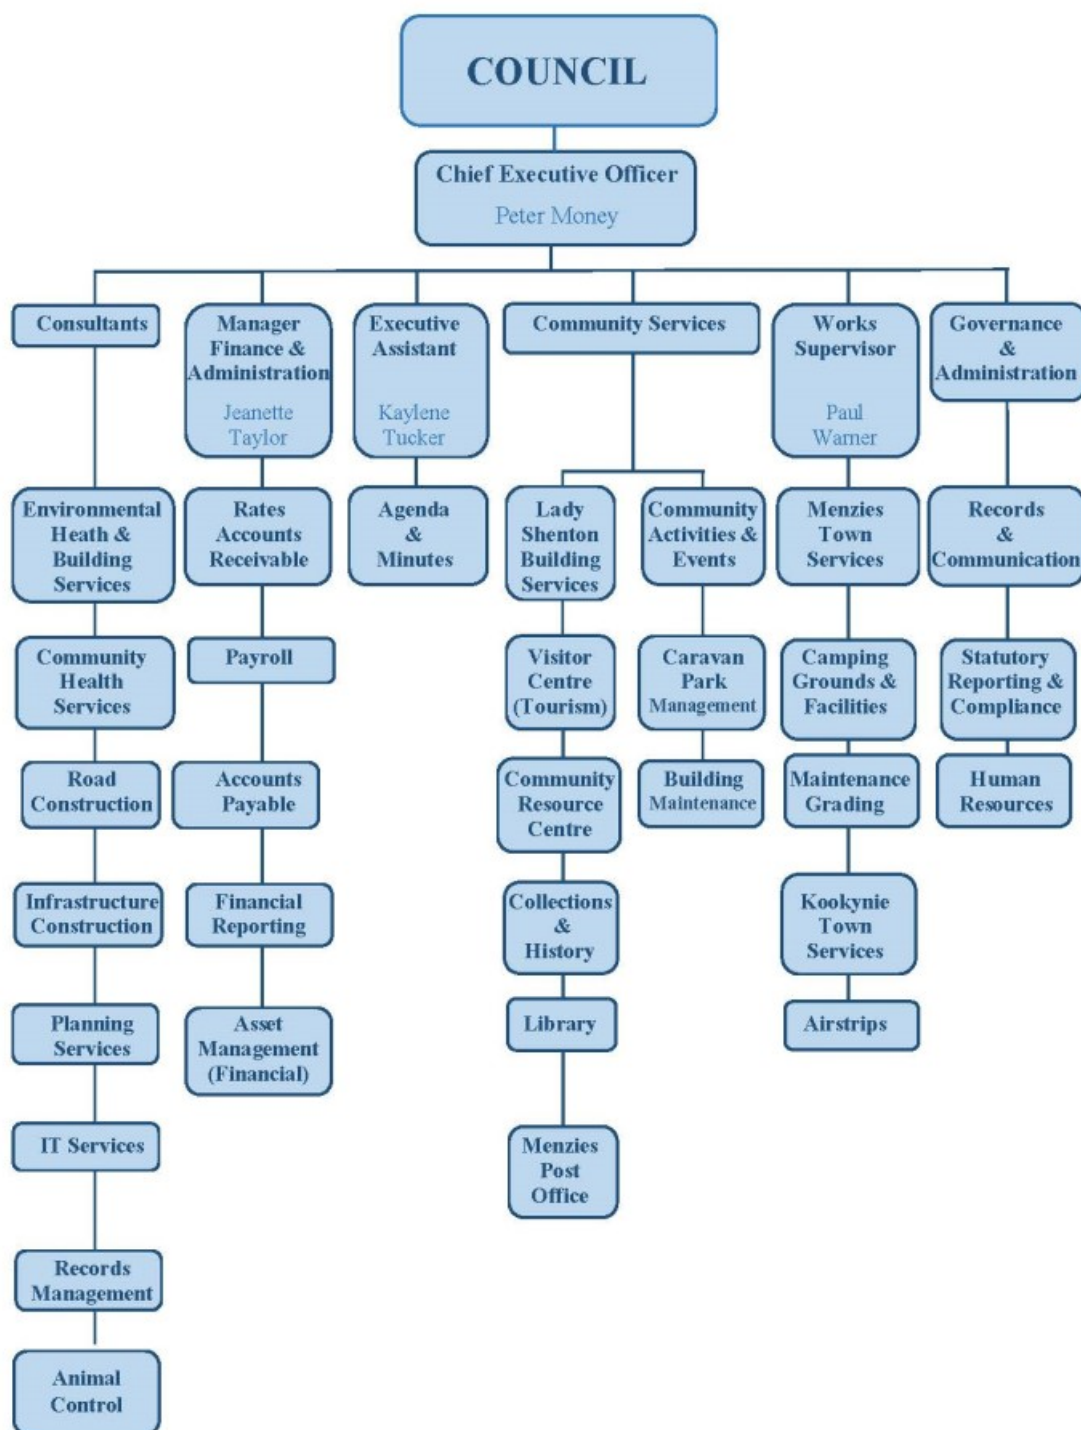 COUNCIL
Chief Executive Officer
Peter Money
Consultants
Manager
Finance &
Administration
Jeanette
Taylor
Executive
Assistant
Kaylene
Tucker
Community Services
Works
Supervisor
Paul
Warner
Governance
&
Administration
Environmental
Heath &
Building
Services
Community
Health
Services
Road
Construction
Infrastructure
Construction
Planning
Services
IT Services
Records
Management
Animal
Control
Rates
Accounts
Receivable
Payroll
Accounts
Payable
Financial
Reporting
Asset
Management
(Financial)
Agenda
&
Minutes
Lady
Shenton
Building
Services
Visitor
Centre
(Tourism)
Community
Resource
Centre
Collections
&
History
Library
Menzies
Post
Office
Community
Activities &
Events
Caravan
Park
Management
Building
Maintenance
Menzies
Town
Services
Camping
Grounds &
Facilities
Maintenance
Grading
Kookynie
Town
Services
Airstrips
Records
&
Communication
Statutory
Reporting &
Compliance
Human
Resources